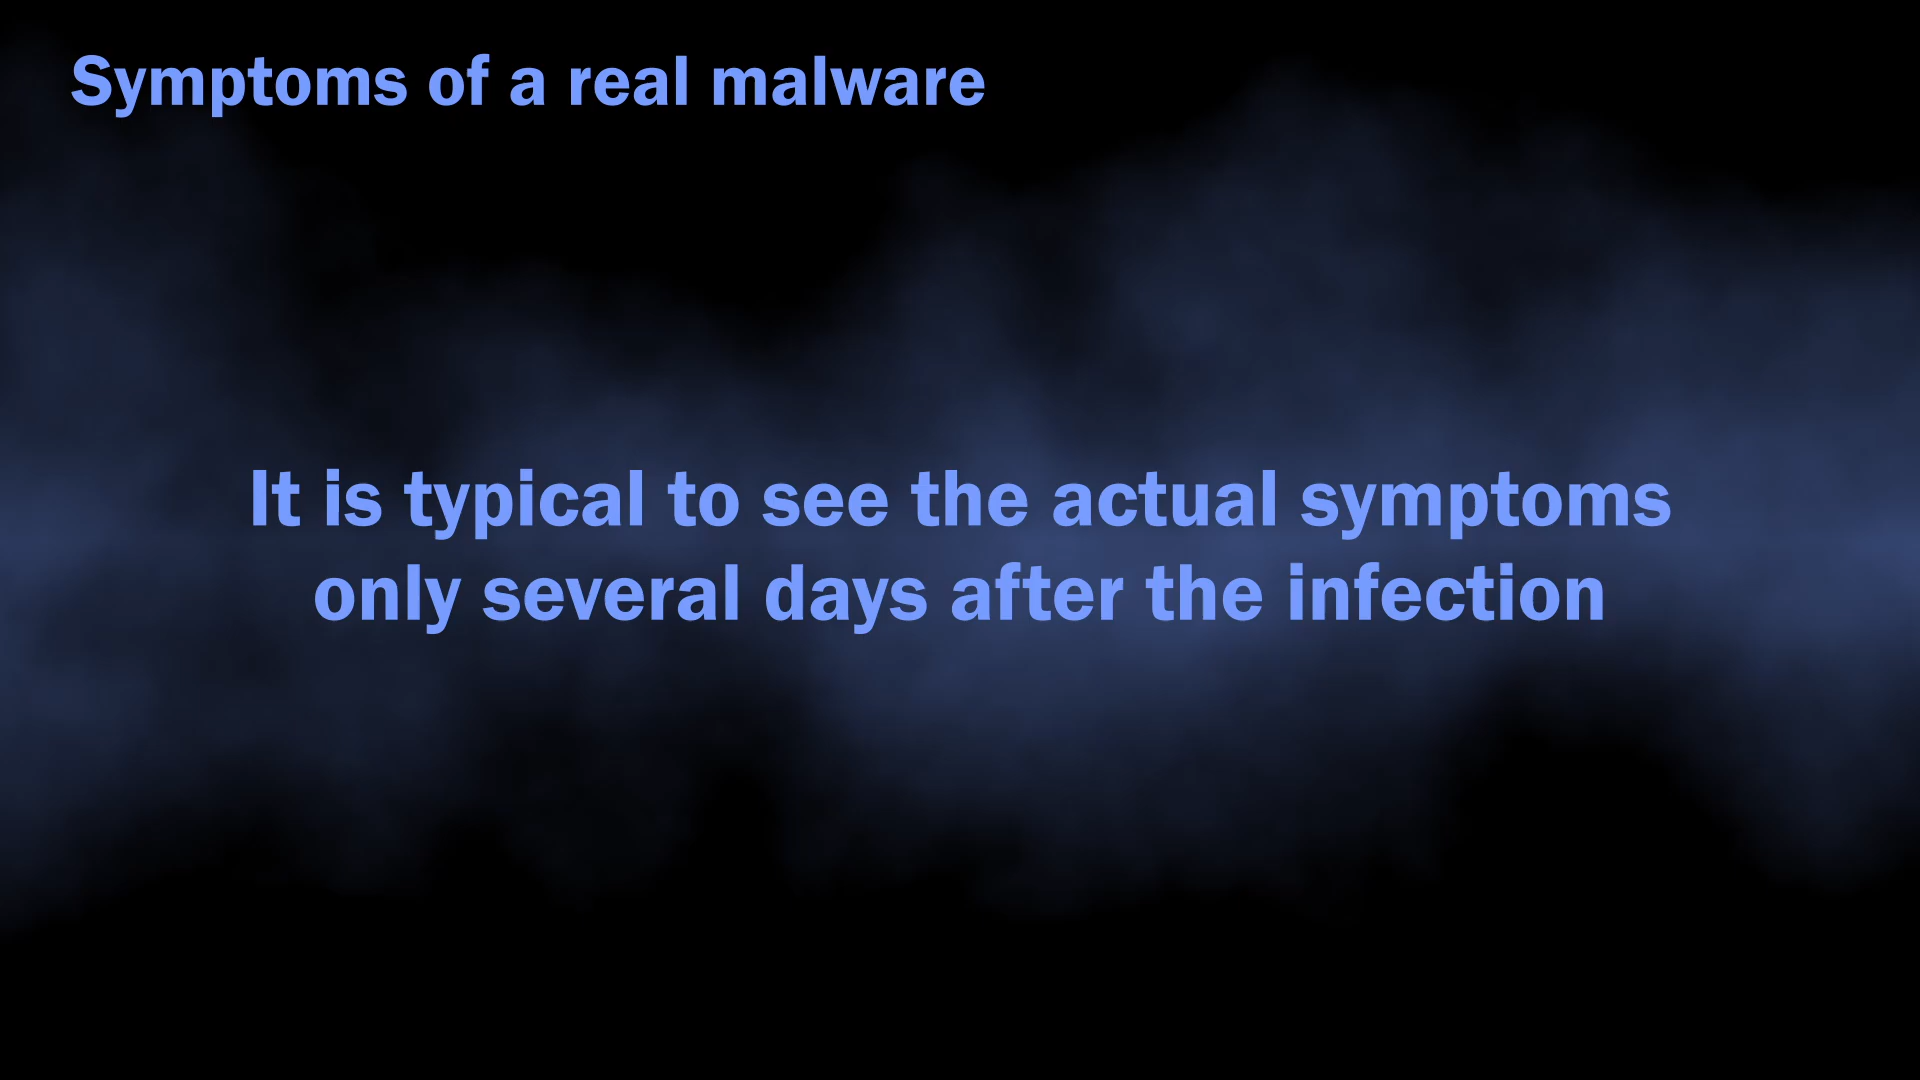 Symptoms of a real malware
It is typical to see the actual symptoms
only several days after the infection